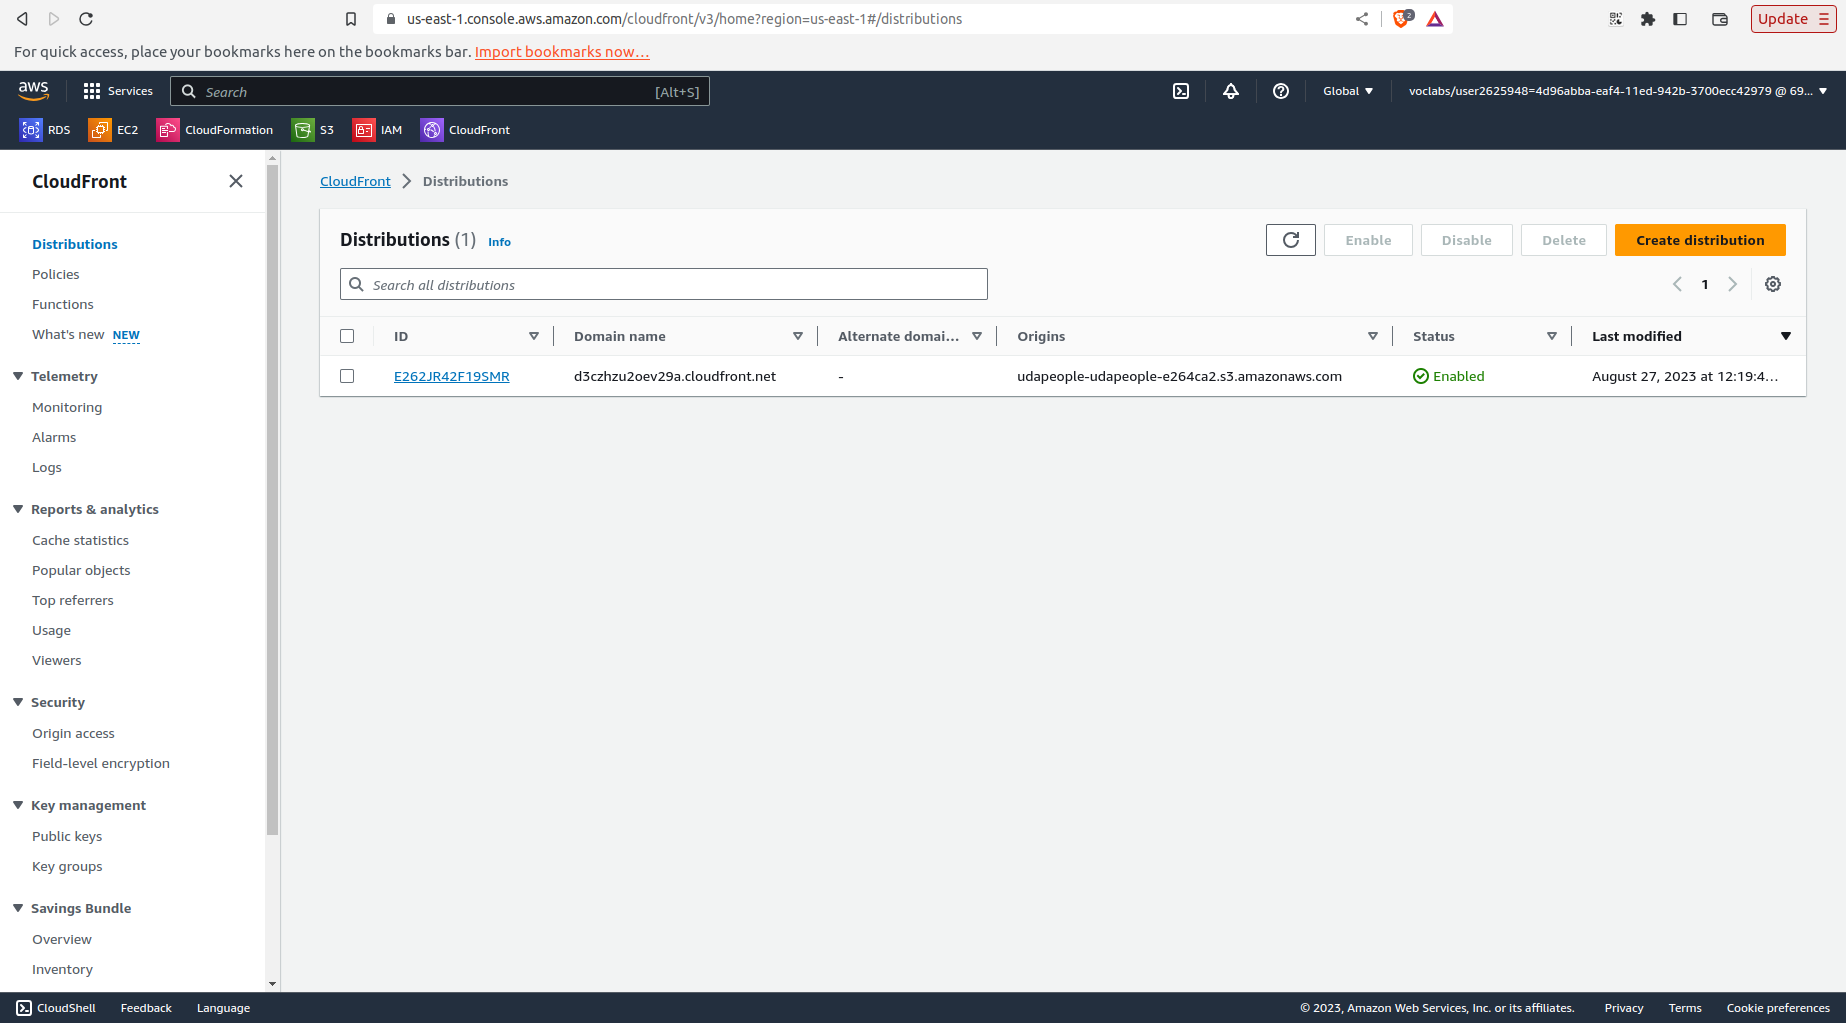 us-east-1.console.aws.amazon.com/cloudfront/v3/home?region=us-east-1#/distributions
2
Update
For quick access, place your bookmarks here on the bookmarks bar. Import bookmarks now...
aws
Services
Search
[Alt+S]
Global
voclabs/user2625948=4d96abba-eaf4-11ed-942b-3700ecc42979 @ 69...
RDS
EC2
CloudFormation
S3
IAM
CloudFront
CloudFront
Distributions
Policies
Functions
What's new NEW
Telemetry
Monitoring
Alarms
Logs
Reports & analytics
Cache statistics
Popular objects
Top referrers
Usage
Viewers
Security
Origin access
Field-level encryption
Key management
Public keys
Key groups
Savings Bundle
Overview
Inventory
CloudFront > Distributions
Distributions (1) Info
Enable
Disable
Delete
Create distribution
Search all distributions
1
ID Domain name Alternate domai... Origins Status Last modified
E262JR42F19SMR d3czhzu2oev29a.cloudfront.net - udapeople-udapeople-e264ca2.s3.amazonaws.com Enabled August 27, 2023 at 12:19:4...
CloudShell Feedback Language © 2023, Amazon Web Services, Inc. or its affiliates. Privacy Terms Cookie preferences